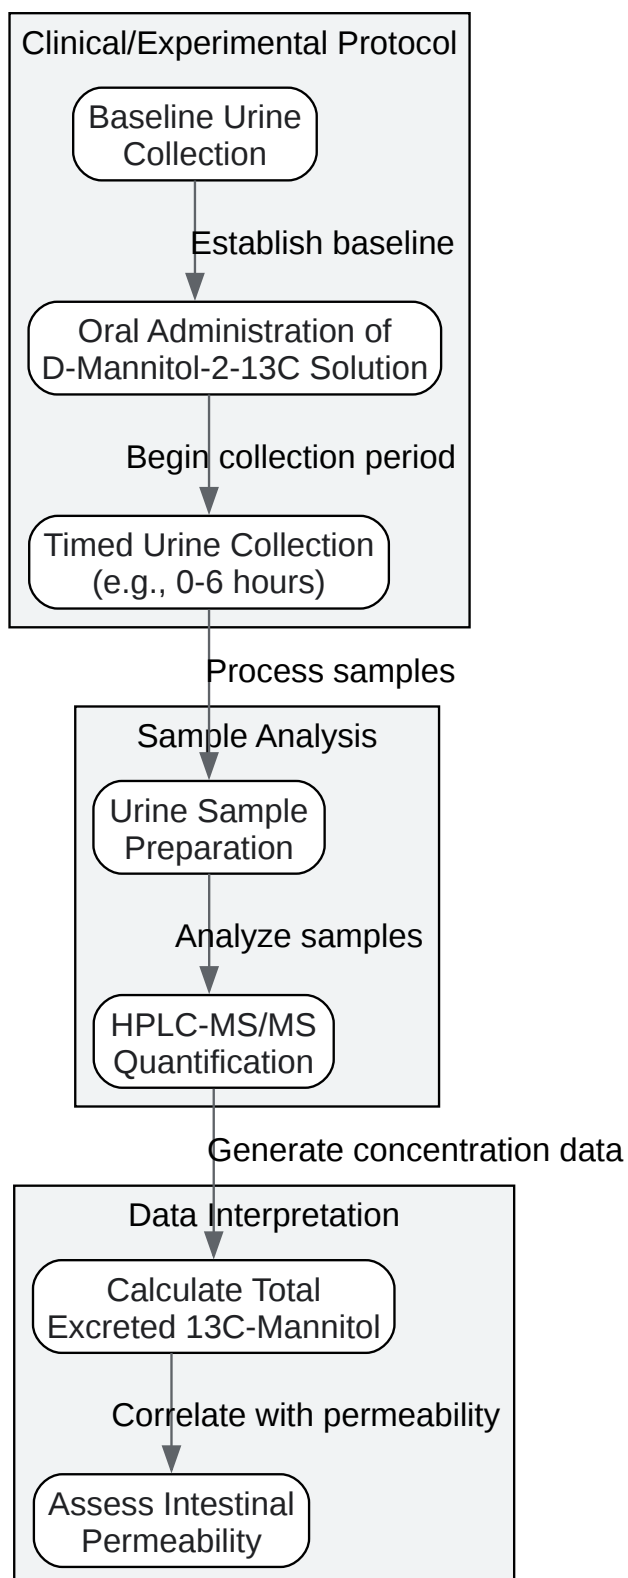 Clinical/Experimental Protocol
Baseline Urine
Collection
Establish baseline
Oral Administration of
D-Mannitol-2-13C Solution
Begin collection period
Timed Urine Collection
(e.g., 0-6 hours)
Process samples
Sample Analysis
Urine Sample
Preparation
Analyze samples
HPLC-MS/MS
Quantification
Generate concentration data
Data Interpretation
Calculate Total
Excreted 13C-Mannitol
Correlate with permeability
Assess Intestinal
Permeability